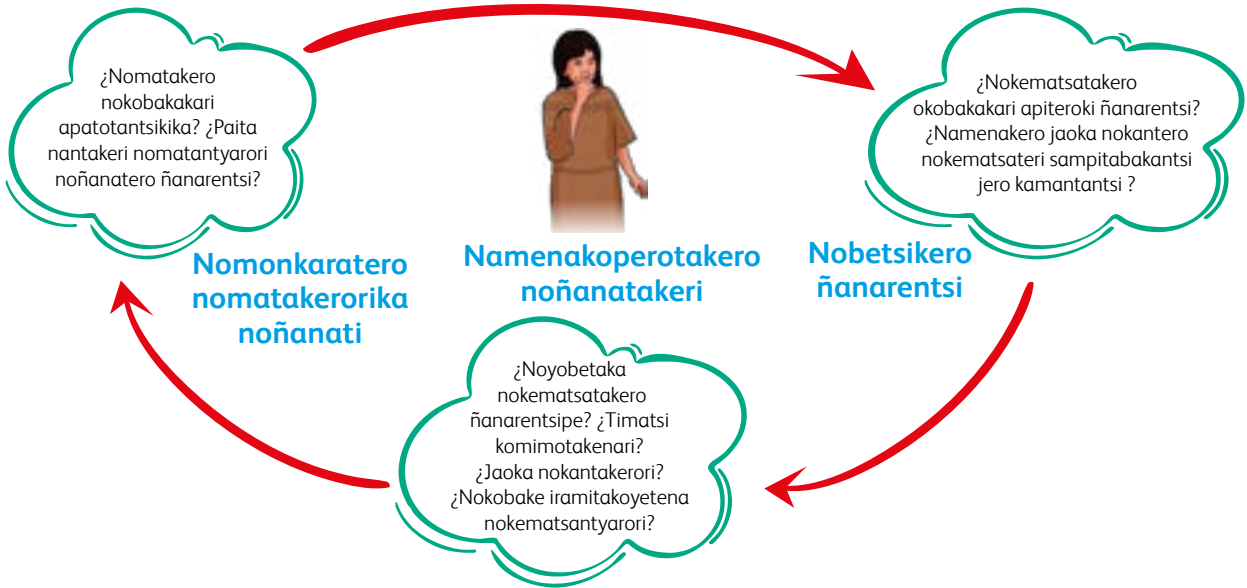 ¿Nomatakero
nokobakakari
apatotantsikika? ¿Paita
nantakeri nomatantyarori
noñanatero ñanarentsi?
¿Nokematsatakero
okobakakari apiteroki ñanarentsi?
¿Namenakero jaoka nokantero
nokematsateri sampitabakantsi
jero kamantantsi ?
Nomonkaratero
nomatakerorika
noñanati
Namenakoperotakero
noñanatakeri
Nobetsikero
ñanarentsi
¿Noyobetaka
nokematsatakero
ñanarentsipe? ¿Timatsi
komimotakenari?
¿Jaoka nokantakerori?
¿Nokobake iramitakoyetena
nokematsantyarori?